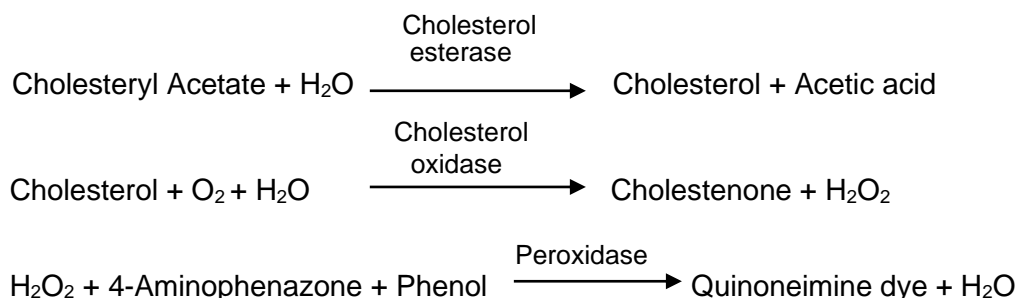 Cholesterol
esterase
Cholesteryl Acetate + H₂O
Cholesterol + Acetic acid
Cholesterol
oxidase
Cholesterol + O₂ + H₂O
Cholestenone + H₂O₂
Peroxidase
H₂O₂ + 4-Aminophenazone + Phenol
Quinoneimine dye + H₂O